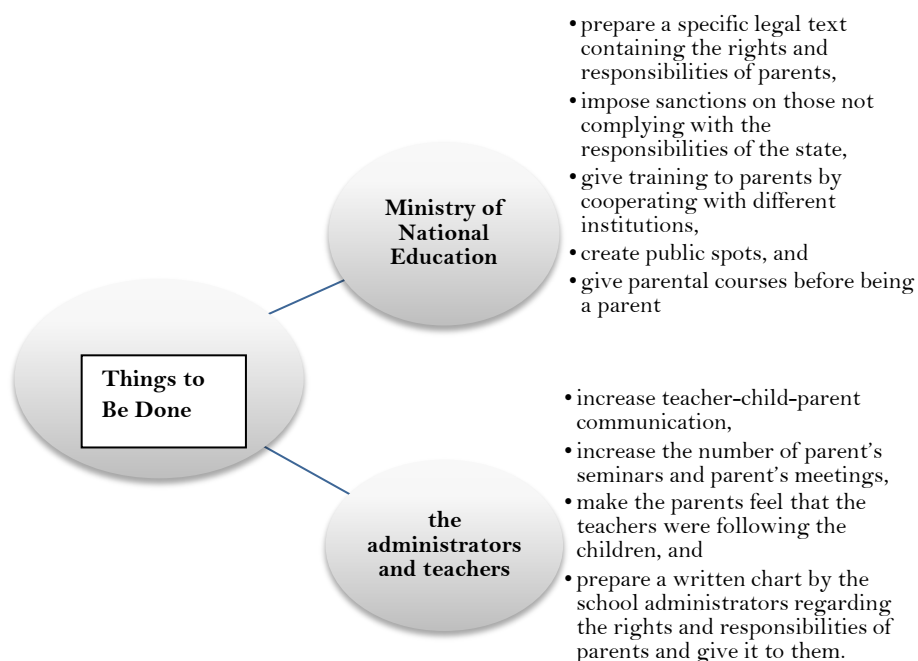 Things to
Be Done
Ministry of
National
Education
• prepare a specific legal text
containing the rights and
responsibilities of parents,
• impose sanctions on those not
complying with the
responsibilities of the state,
• give training to parents by
cooperating with different
institutions,
• create public spots, and
• give parental courses before being
a parent
the
administrators
and teachers
• increase teacher-child-parent
communication,
• increase the number of parent's
seminars and parent's meetings,
• make the parents feel that the
teachers were following the
children, and
• prepare a written chart by the
school administrators regarding
the rights and responsibilities of
parents and give it to them.